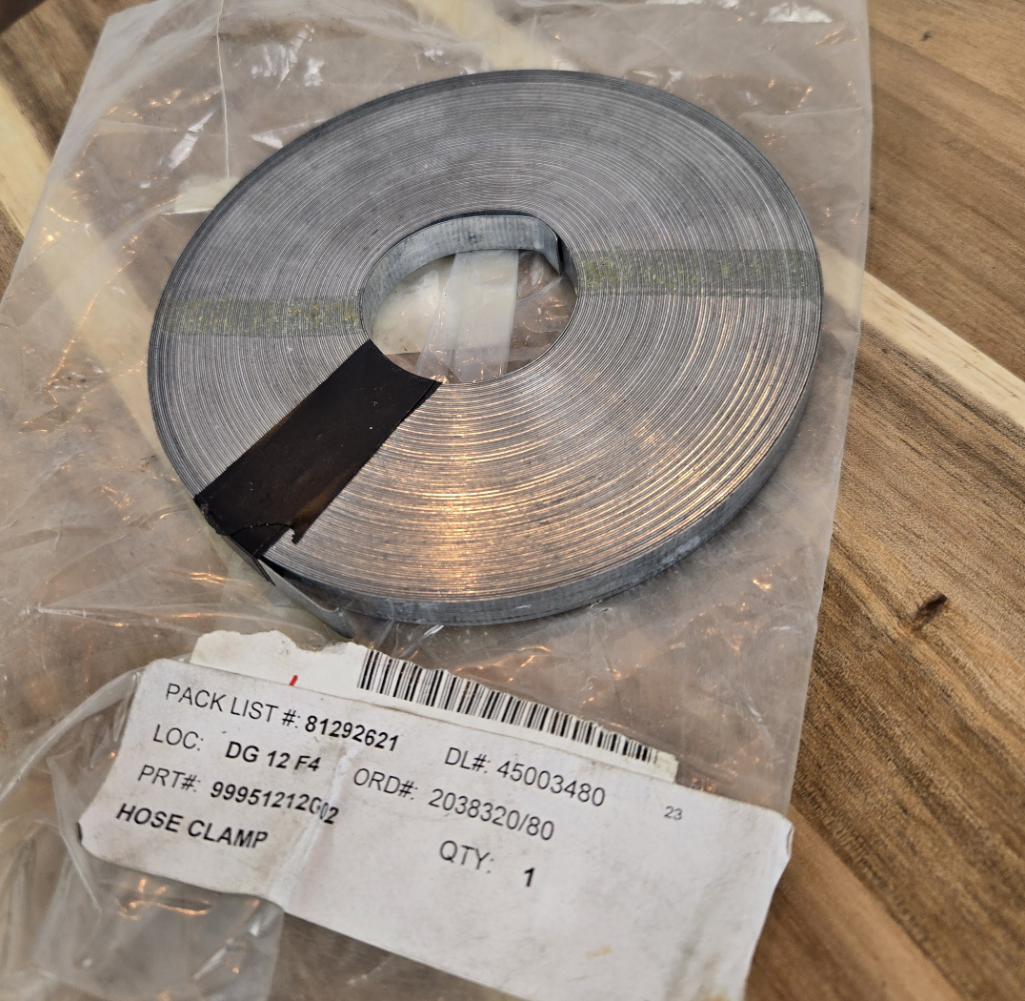 PACK LIST #: 81292621
DL#: 45003480
23
LOC: DG 12 F4
ORD#: 2038320/80
PRT#: 99951212002
HOSE CLAMP
QTY: 1